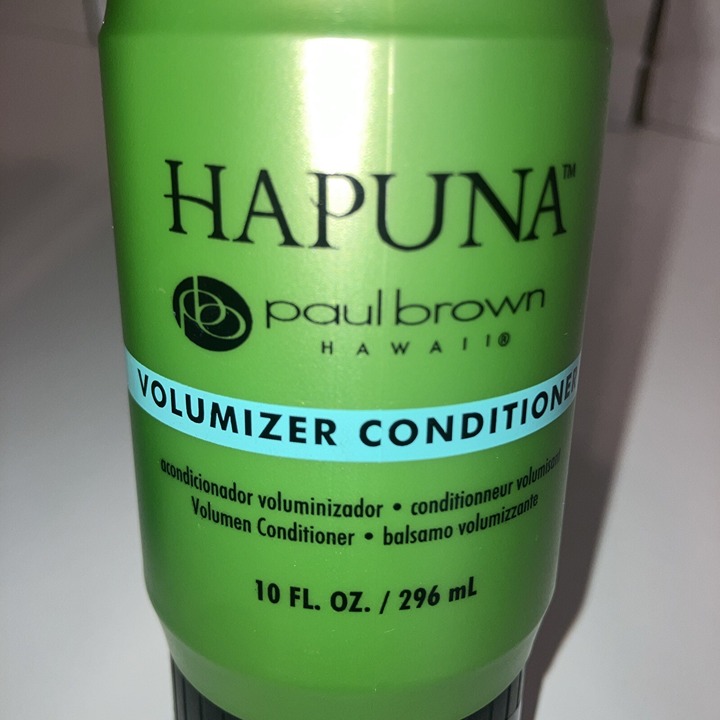 HAPUNA™
pb paul brown
HAWAII®
VOLUMIZER CONDITIONER
acondicionador voluminizador • conditionneur volumisant
Volumen Conditioner • balsamo volumizzante
10 FL. OZ. / 296 mL